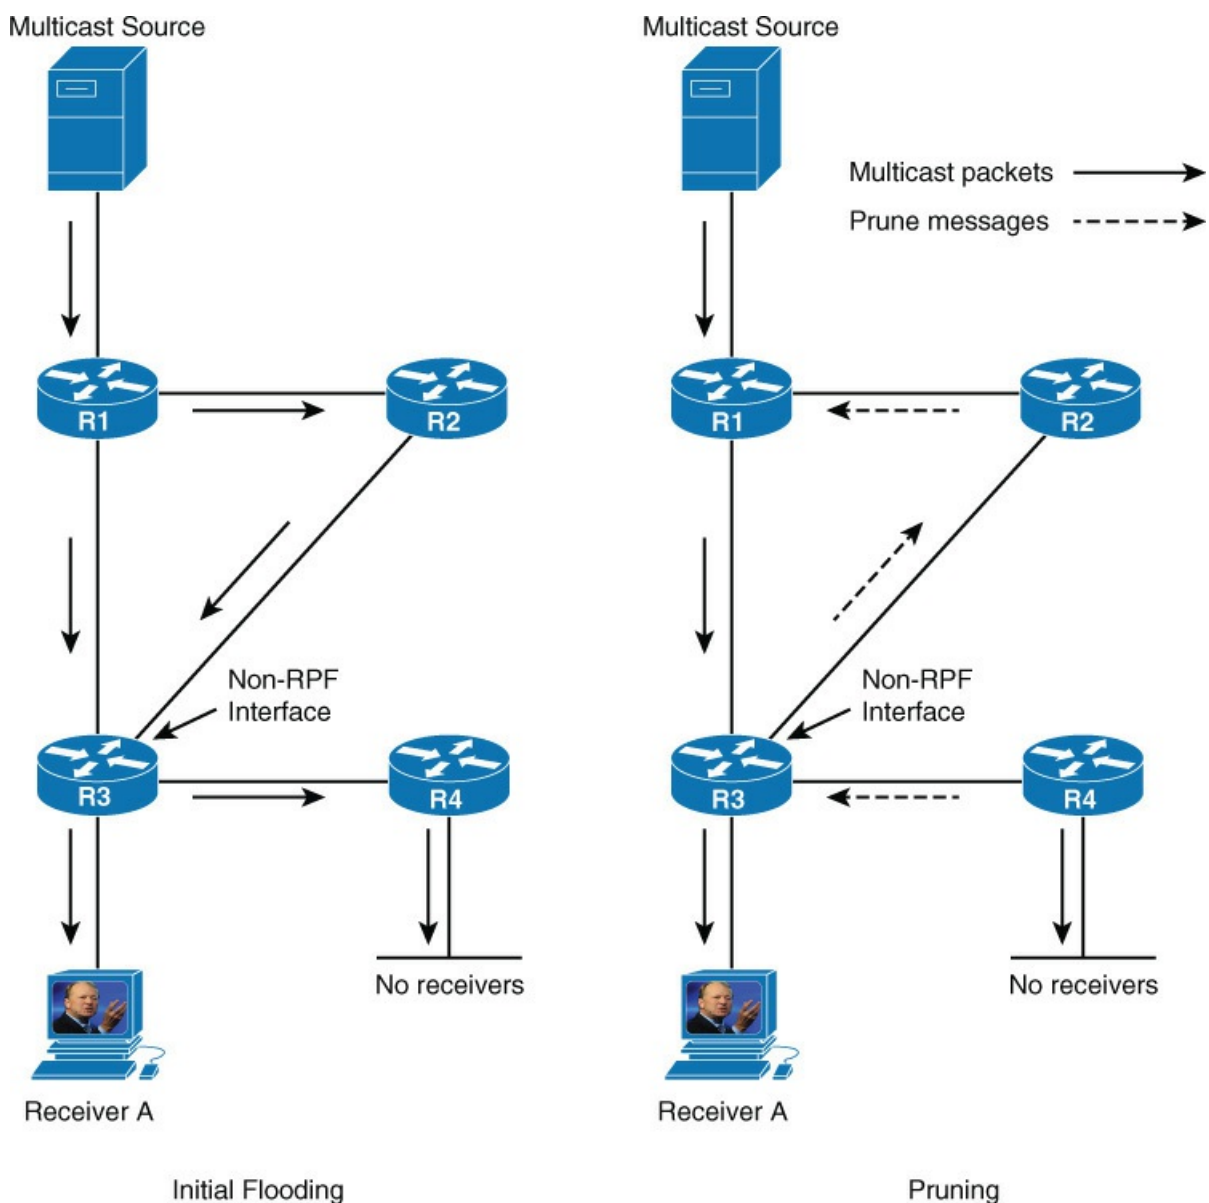 Multicast Source
R1
R2
Non-RPF
Interface
R3
R4
No receivers
Receiver A
Initial Flooding
Multicast Source
Multicast packets
Prune messages
R1
R2
Non-RPF
Interface
R3
R4
No receivers
Receiver A
Pruning